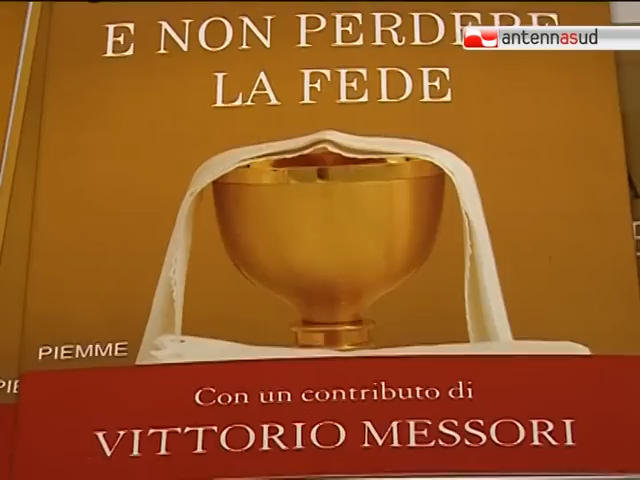 E NON PERDERE
antennasud
LA FEDE
PIEMME
Con un contributo di
VITTORIO MESSORI